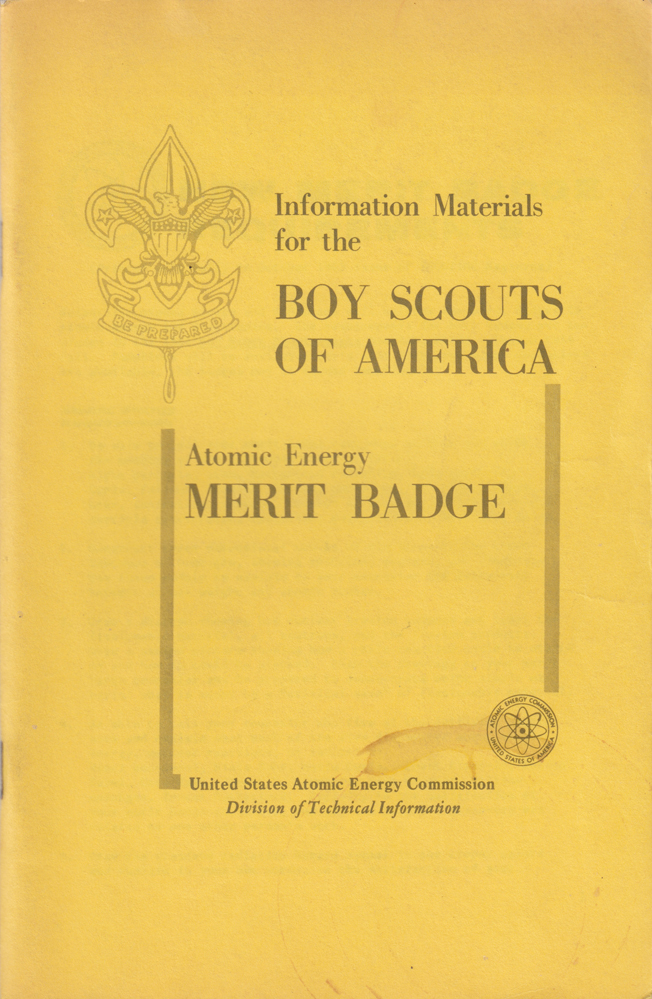 BE PREPARED
Information Materials
for the
BOY SCOUTS
OF AMERICA
Atomic Energy
MERIT BADGE
ATOMIC ENERGY COMMISSION
UNITED STATES OF AMERICA
United States Atomic Energy Commission
Division of Technical Information